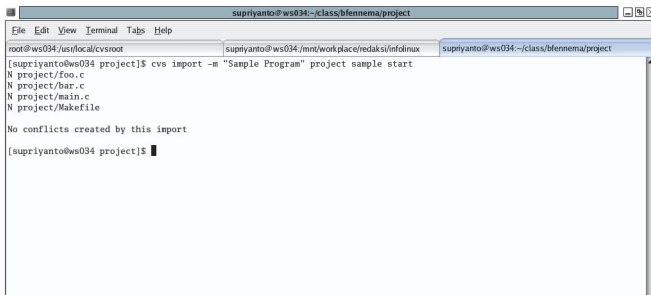 supriyanto@ws034:~/class/bfennema/project
File Edit View Terminal Tabs Help
root@ws034:/usr/local/cvsroot supriyanto@ws034:/mnt/workplace/redaksi/infolinux supriyanto@ws034:~/class/bfennema/project
[supriyanto@ws034 project]$ cvs import -m "Sample Program" project sample start
N project/foo.c
N project/bar.c
N project/main.c
N project/Makefile
No conflicts created by this import
[supriyanto@ws034 project]$